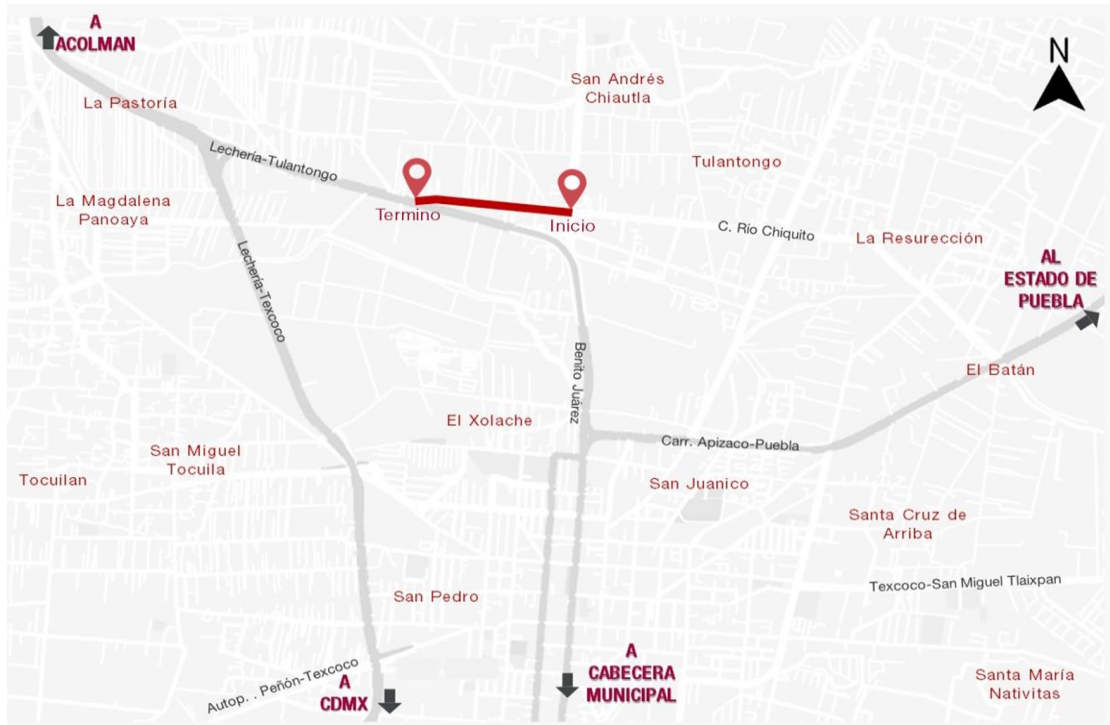 A
ACOLMAN
N
San Andrés
Chiautla
La Pastoría
Lechería-Tulantongo
Tulantongo
La Magdalena
Panoaya
Termino
Inicio
C. Río Chiquito
La Resurección
Lechería-Texcoco
AL
ESTADO DE
PUEBLA
Benito Juárez
El Batán
El Xolache
Carr. Apizaco-Puebla
San Miguel
Tocuila
Tocuilan
San Juanico
Santa Cruz de
Arriba
Texcoco-San Miguel Tlaixpan
San Pedro
A
CABECERA
MUNICIPAL
Autop. . Peñón-Texcoco
A
CDMX
Santa María
Nativitas